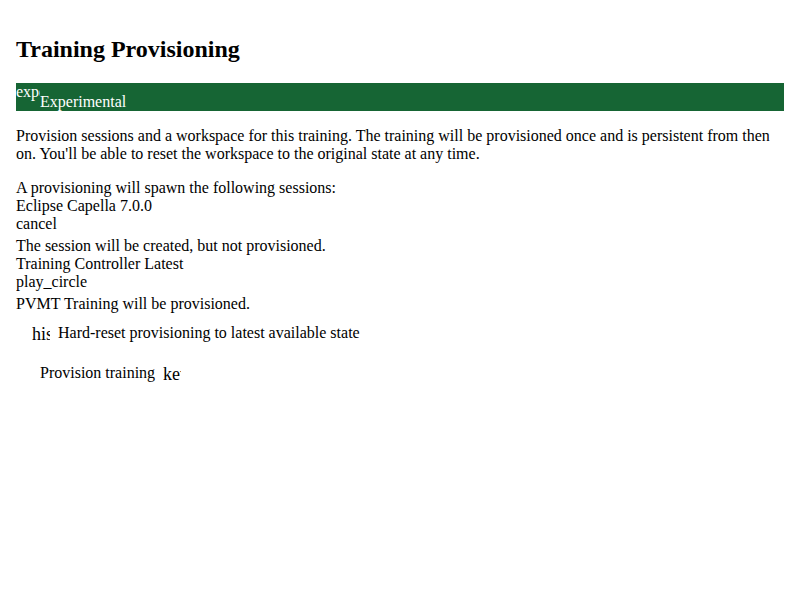 Training Provisioning
exp Experimental
Provision sessions and a workspace for this training. The training will be provisioned once and is persistent from then
on. You'll be able to reset the workspace to the original state at any time.
A provisioning will spawn the following sessions:
Eclipse Capella 7.0.0
cancel
The session will be created, but not provisioned.
Training Controller Latest
play_circle
PVMT Training will be provisioned.
his Hard-reset provisioning to latest available state
Provision training ke